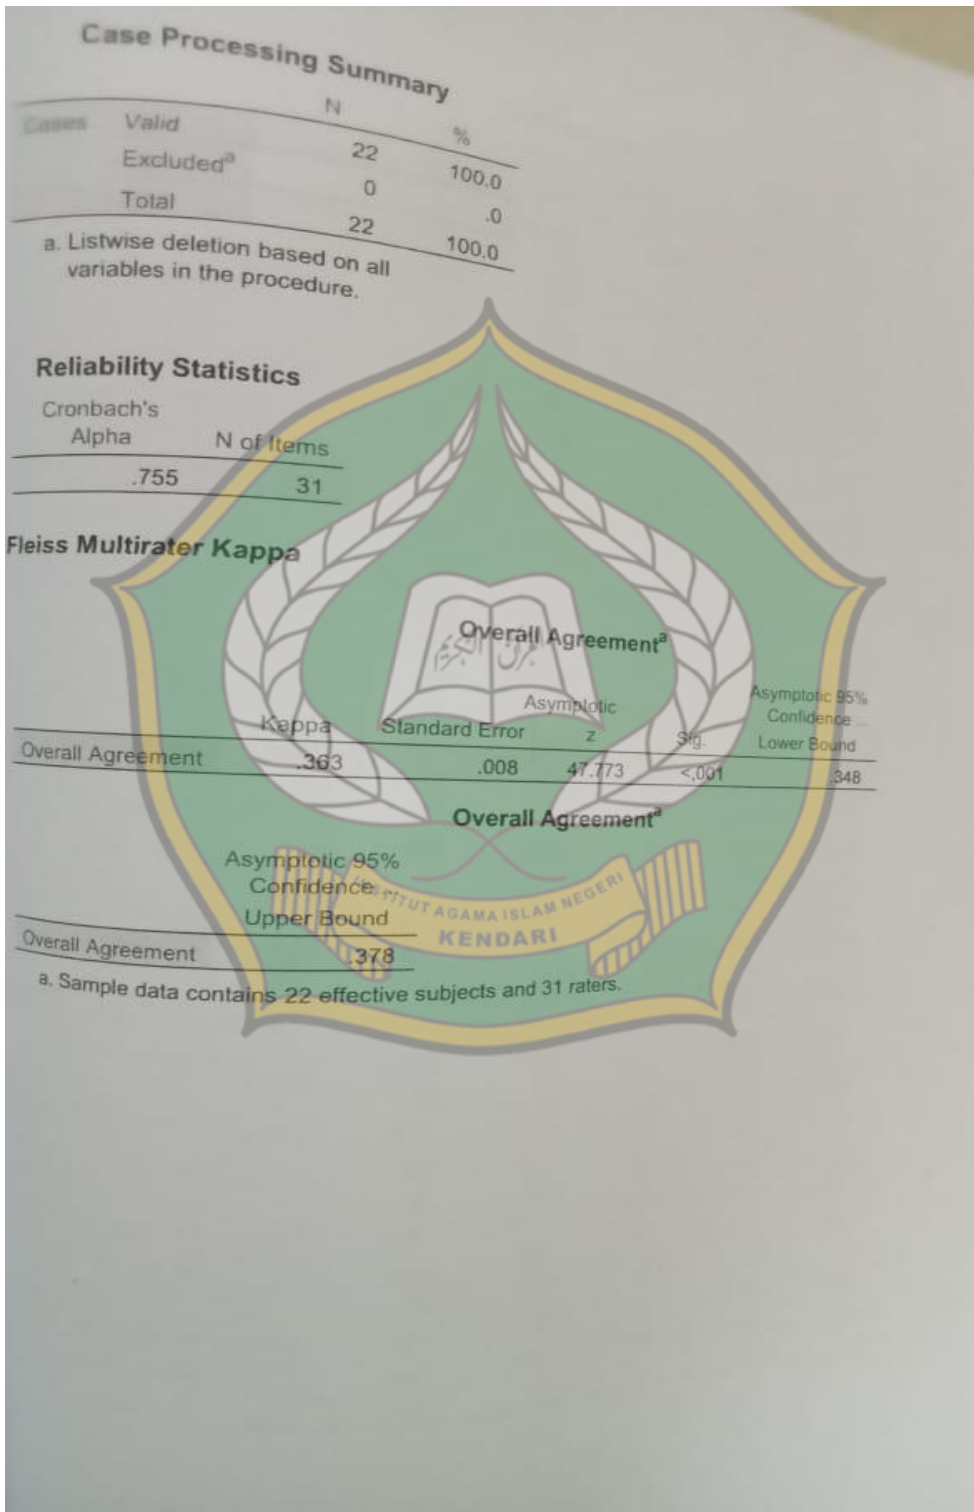 Case Processing Summary
N %
Cases Valid 22 100.0
Excludedᵃ 0 .0
Total 22 100.0
a. Listwise deletion based on all
variables in the procedure.
Reliability Statistics
Cronbach's
Alpha N of Items
.755 31
Fleiss Multirater Kappa
Overall Agreementᵃ
Asymptotic Asymptotic 95%
Confidence ...
Kappa Standard Error z Sig. Lower Bound
Overall Agreement .363 .008 47.773 <,001 .348
Overall Agreementᵃ
Asymptotic 95%
Confidence ...
Upper Bound
Overall Agreement .378
a. Sample data contains 22 effective subjects and 31 raters.
INSTITUT AGAMA ISLAM NEGERI
KENDARI